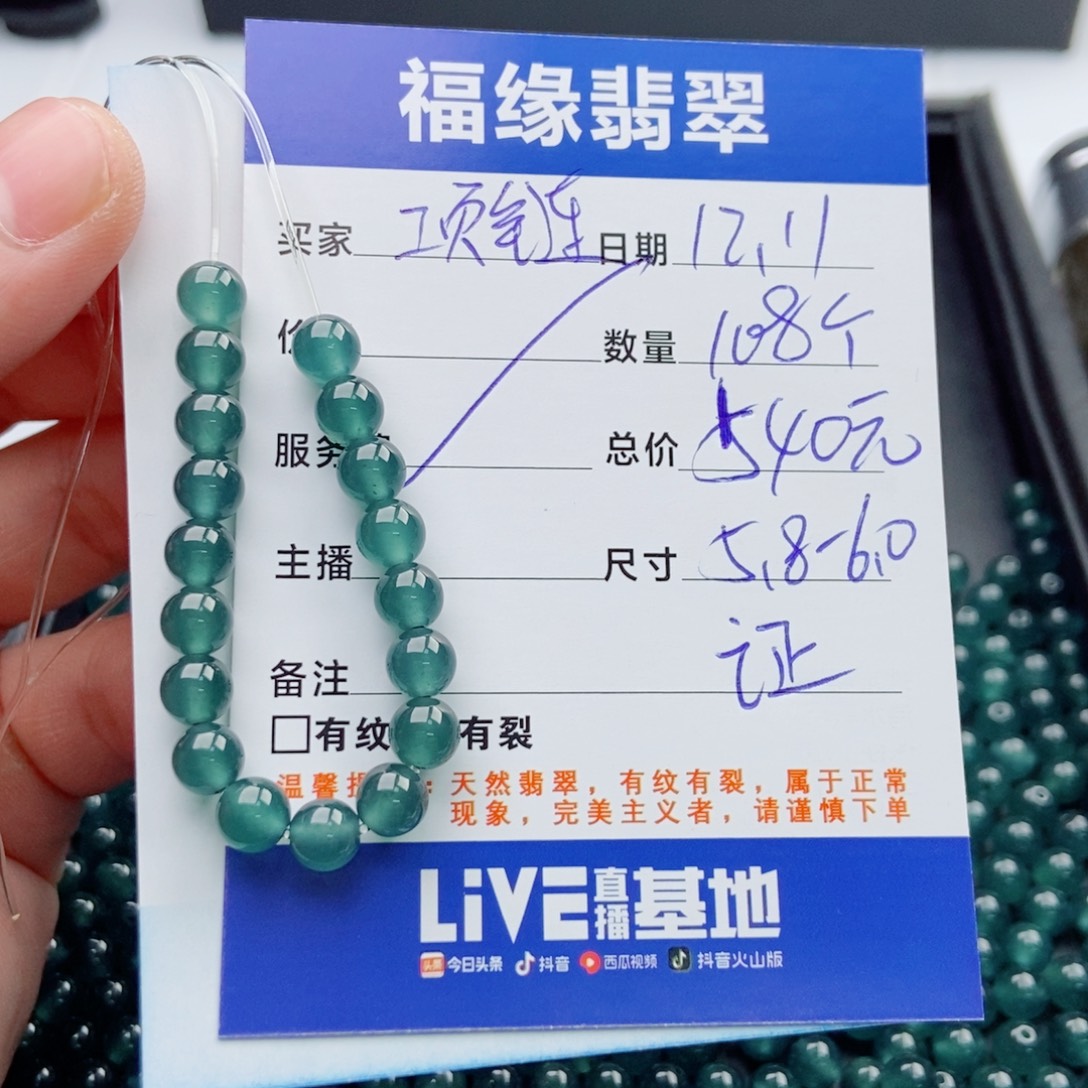 福缘翡翠
买家 项链 日期 12.11
价 数量 108个
服务 总价 540元
主播 尺寸 5.8-6.0
证
备注
□有纹 有裂
温馨提：天然翡翠，有纹有裂，属于正常
现象，完美主义者，请谨慎下单
LiVE直播基地
头条 今日头条 抖音 西瓜视频 抖音火山版